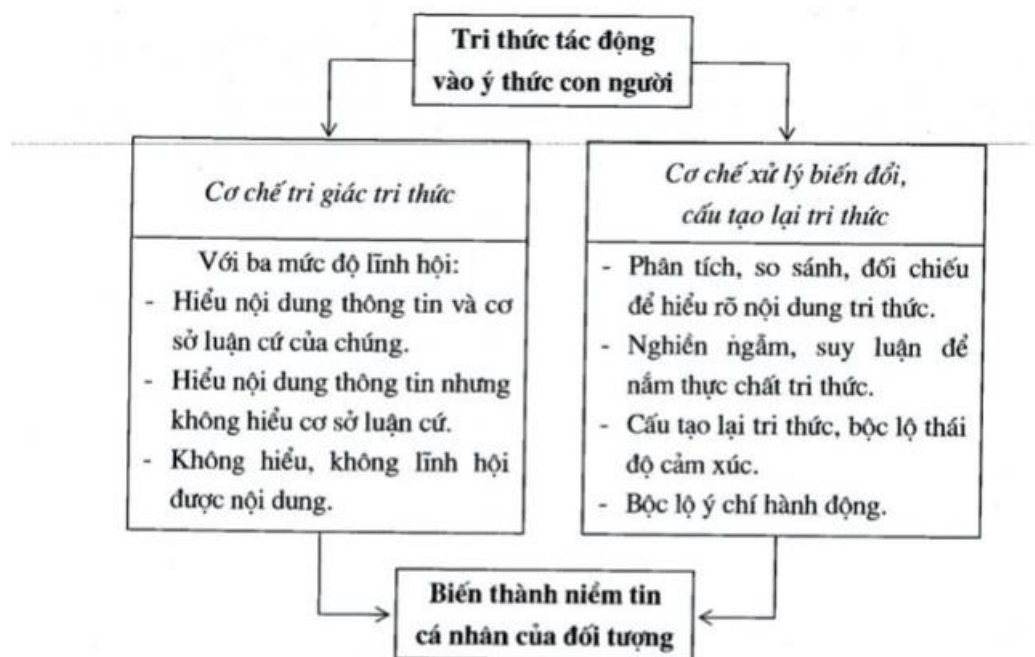 Tri thức tác động
vào ý thức con người
Cơ chế tri giác tri thức
Với ba mức độ lĩnh hội:
- Hiểu nội dung thông tin và cơ
sở luận cứ của chúng.
- Hiểu nội dung thông tin nhưng
không hiểu cơ sở luận cứ.
- Không hiểu, không lĩnh hội
được nội dung.
Cơ chế xử lý biến đổi,
cấu tạo lại tri thức
- Phân tích, so sánh, đối chiếu
để hiểu rõ nội dung tri thức.
- Nghiền ngẫm, suy luận để
nắm thực chất tri thức.
- Cấu tạo lại tri thức, bộc lộ thái
độ cảm xúc.
- Bộc lộ ý chí hành động.
Biến thành niềm tin
cá nhân của đối tượng